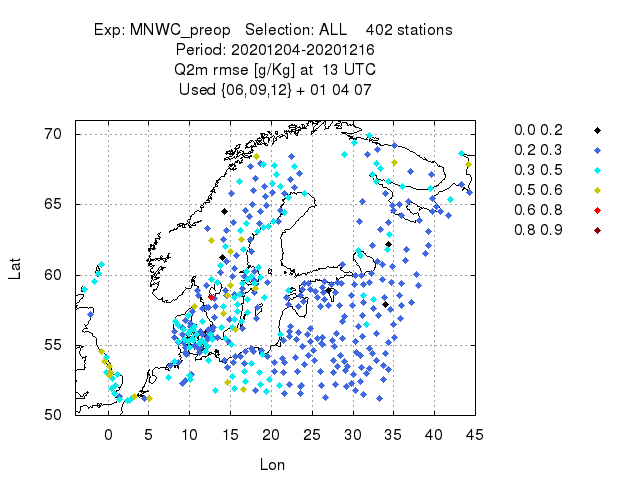 Exp: MNWC_preop   Selection: ALL    402 stations
Period: 20201204-20201216
Q2m rmse [g/Kg] at  13 UTC
Used {06,09,12} + 01 04 07
0.0 0.2
0.2 0.3
0.3 0.5
0.5 0.6
0.6 0.8
0.8 0.9
70
65
60
55
50
Lat
0 5 10 15 20 25 30 35 40 45
Lon